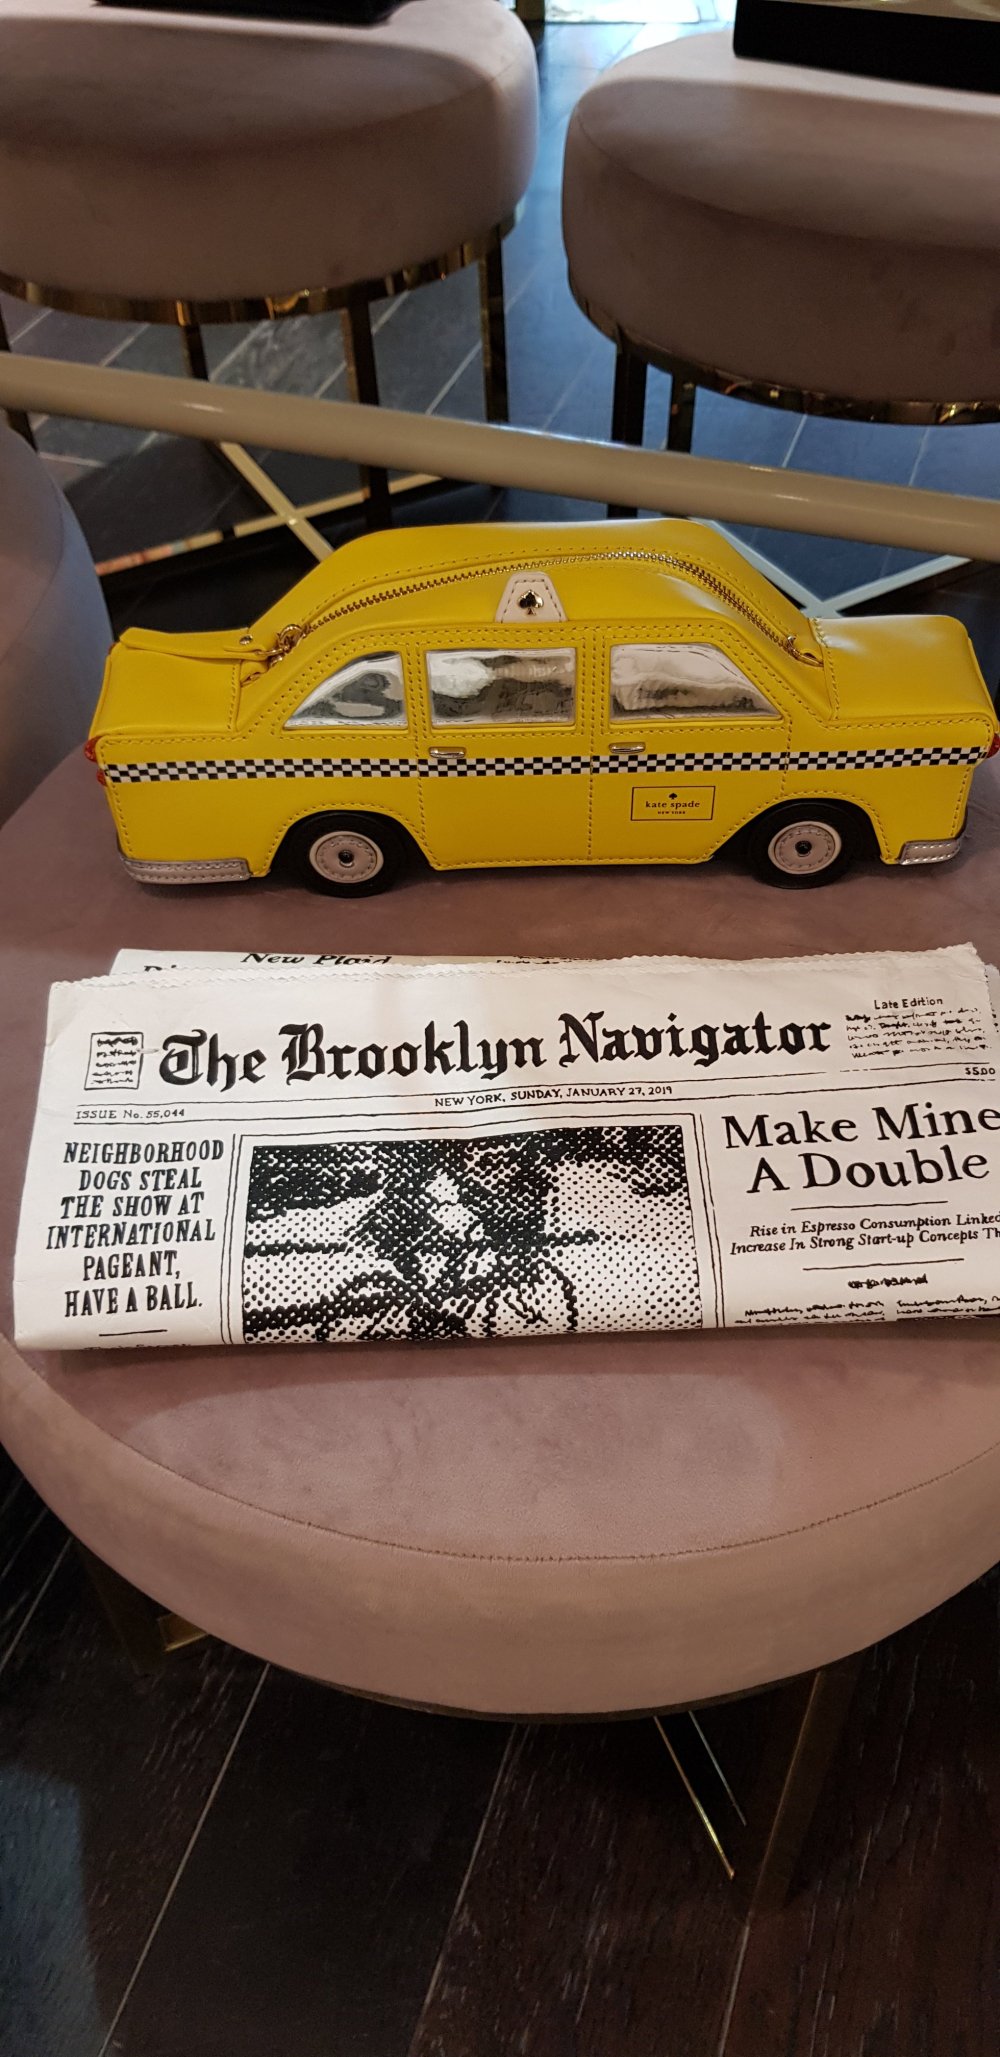 kate spade
NEW YORK
New Plaid
Late Edition
The Brooklyn Navigator
$5.00
NEW YORK, SUNDAY, JANUARY 27, 2019
ISSUE No. 55,044
NEIGHBORHOOD
DOGS STEAL
THE SHOW AT
INTERNATIONAL
PAGEANT,
HAVE A BALL.
Make Mine
A Double
Rise in Espresso Consumption Linked
Increase In Strong Start-up Concepts Th